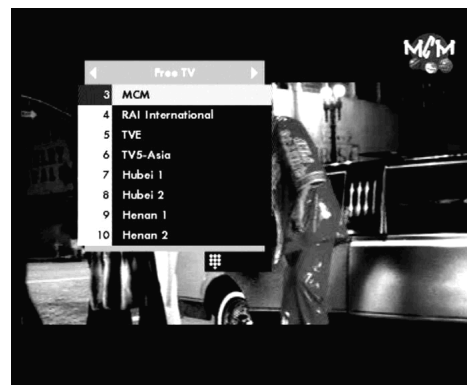 MCM
Free TV
3 MCM
4 RAI International
5 TVE
6 TV5-Asia
7 Hubei 1
8 Hubei 2
9 Henan 1
10 Henan 2